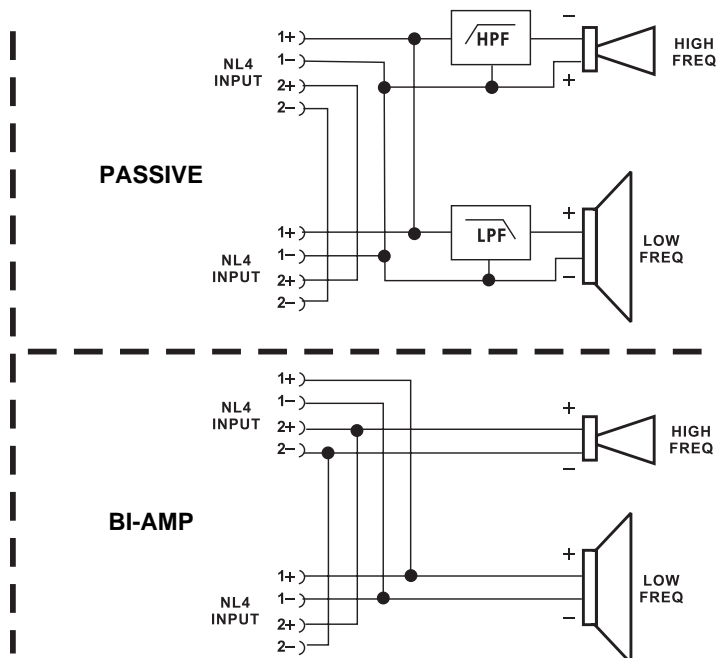 1+
1−
2+
2−
NL4
INPUT
HPF
−
+
HIGH
FREQ
PASSIVE
1+
1−
2+
2−
NL4
INPUT
LPF
+
−
LOW
FREQ
1+
1−
2+
2−
NL4
INPUT
+
−
HIGH
FREQ
BI-AMP
1+
1−
2+
2−
NL4
INPUT
+
−
LOW
FREQ